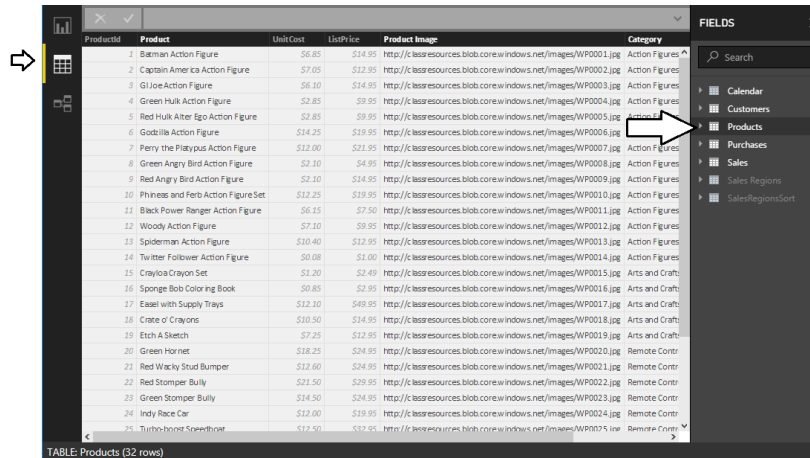 FIELDS
ProductId Product UnitCost ListPrice Product Image Category
Search
1 Batman Action Figure $6.85 $14.95 http://classresources.blob.core.windows.net/images/WP0001.jpg Action Figures
2 Captain America Action Figure $7.05 $12.95 http://classresources.blob.core.windows.net/images/WP0002.jpg Action Figures
3 GI Joe Action Figure $6.10 $14.95 http://classresources.blob.core.windows.net/images/WP0003.jpg Action Figures
4 Green Hulk Action Figure $2.85 $9.95 http://classresources.blob.core.windows.net/images/WP0004.jpg Action Figures
5 Red Hulk Alter Ego Action Figure $2.85 $9.95 http://classresources.blob.core.windows.net/images/WP0005.jpg Action Figures
6 Godzilla Action Figure $14.25 $19.95 http://classresources.blob.core.windows.net/images/WP0006.jpg
7 Perry the Platypus Action Figure $12.00 $21.95 http://classresources.blob.core.windows.net/images/WP0007.jpg Action Figures
8 Green Angry Bird Action Figure $2.10 $4.95 http://classresources.blob.core.windows.net/images/WP0008.jpg Action Figures
9 Red Angry Bird Action Figure $2.10 $14.95 http://classresources.blob.core.windows.net/images/WP0009.jpg Action Figures
10 Phineas and Ferb Action Figure Set $12.25 $19.95 http://classresources.blob.core.windows.net/images/WP0010.jpg Action Figures
11 Black Power Ranger Action Figure $6.15 $7.50 http://classresources.blob.core.windows.net/images/WP0011.jpg Action Figures
12 Woody Action Figure $7.10 $9.95 http://classresources.blob.core.windows.net/images/WP0012.jpg Action Figures
13 Spiderman Action Figure $10.40 $12.95 http://classresources.blob.core.windows.net/images/WP0013.jpg Action Figures
14 Twitter Follower Action Figure $0.08 $1.00 http://classresources.blob.core.windows.net/images/WP0014.jpg Action Figures
15 Crayloa Crayon Set $1.20 $2.49 http://classresources.blob.core.windows.net/images/WP0015.jpg Arts and Crafts
16 Sponge Bob Coloring Book $0.85 $2.95 http://classresources.blob.core.windows.net/images/WP0016.jpg Arts and Crafts
17 Easel with Supply Trays $12.10 $49.95 http://classresources.blob.core.windows.net/images/WP0017.jpg Arts and Crafts
18 Crate o' Crayons $10.50 $14.95 http://classresources.blob.core.windows.net/images/WP0018.jpg Arts and Crafts
19 Etch A Sketch $7.25 $12.95 http://classresources.blob.core.windows.net/images/WP0019.jpg Arts and Crafts
20 Green Hornet $18.25 $24.95 http://classresources.blob.core.windows.net/images/WP0020.jpg Remote Contr
21 Red Wacky Stud Bumper $12.60 $24.95 http://classresources.blob.core.windows.net/images/WP0021.jpg Remote Contr
22 Red Stomper Bully $21.50 $29.95 http://classresources.blob.core.windows.net/images/WP0022.jpg Remote Contr
23 Green Stomper Bully $14.50 $24.95 http://classresources.blob.core.windows.net/images/WP0023.jpg Remote Contr
24 Indy Race Car $12.00 $19.95 http://classresources.blob.core.windows.net/images/WP0024.jpg Remote Contr
25 Turbo-boost Speedboat $12.50 $32.95 http://classresources.blob.core.windows.net/images/WP0025.jpg Remote Contr
Calendar
Customers
Products
Purchases
Sales
Sales Regions
SalesRegionsSort
TABLE: Products (32 rows)